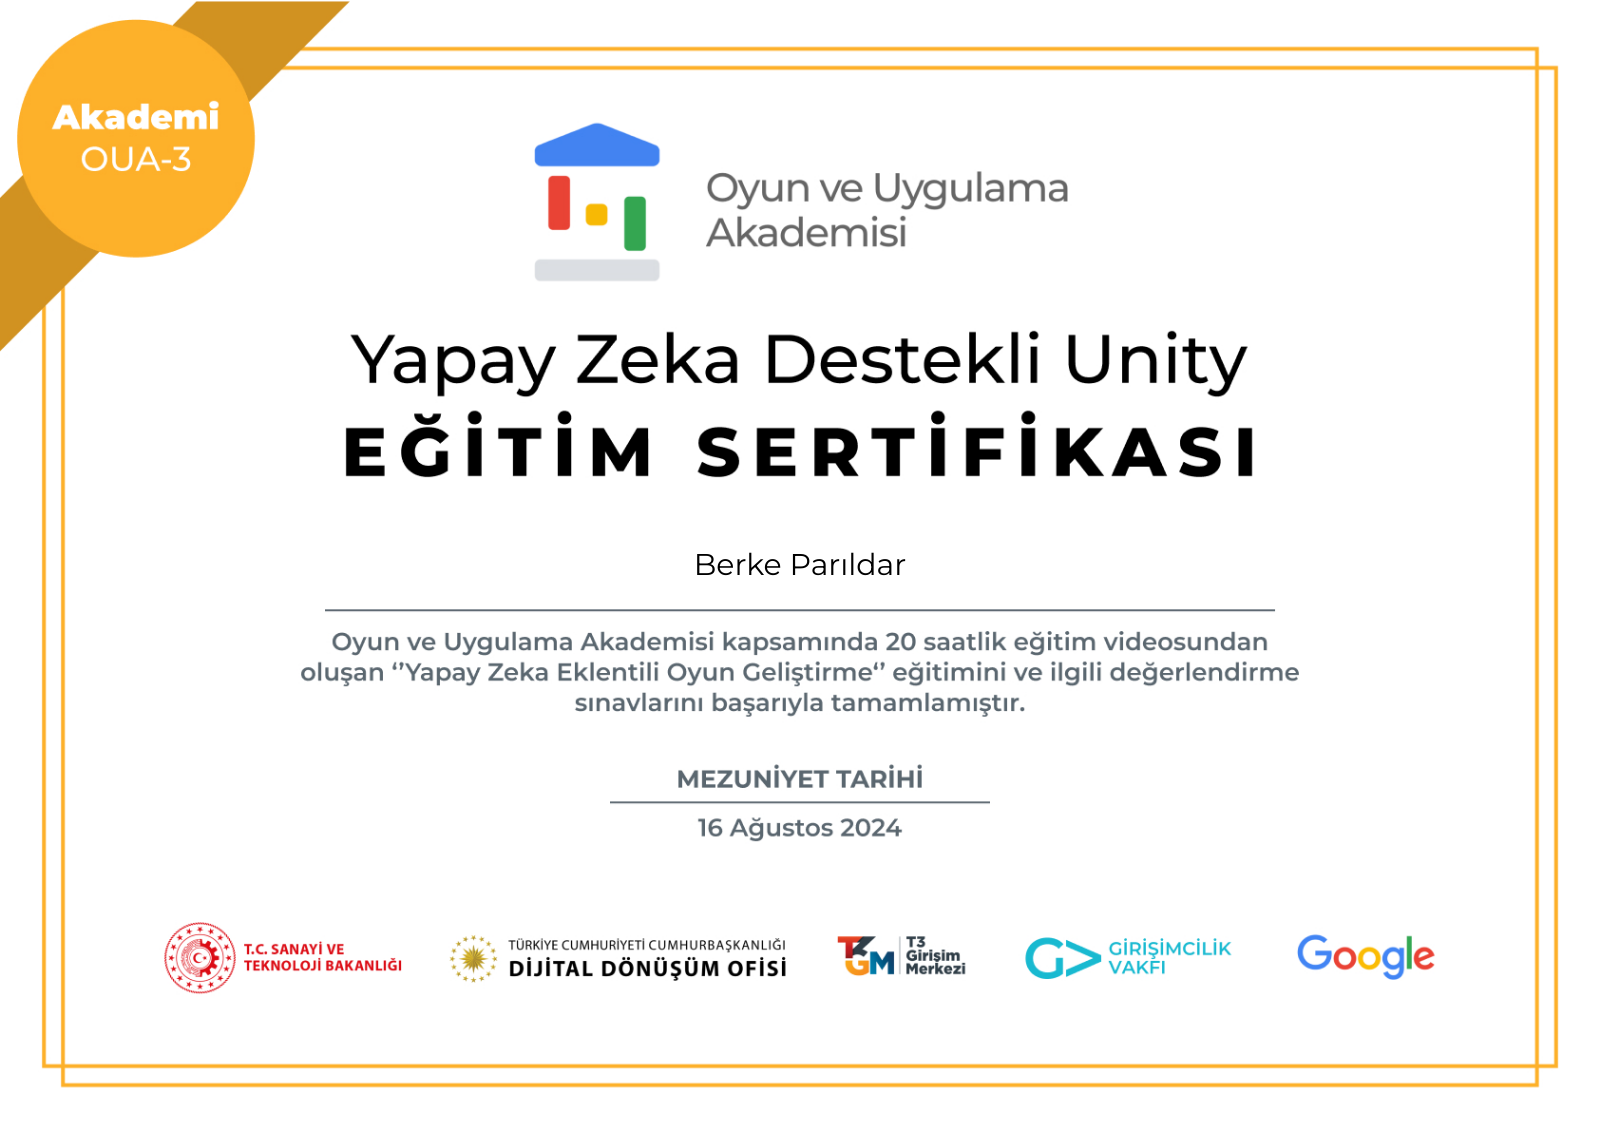 Akademi
OUA-3
Oyun ve Uygulama
Akademisi
Yapay Zeka Destekli Unity
EĞİTİM SERTİFİKASI
Berke Parıldar
Oyun ve Uygulama Akademisi kapsamında 20 saatlik eğitim videosundan
oluşan ‘’Yapay Zeka Eklentili Oyun Geliştirme‘’ eğitimini ve ilgili değerlendirme
sınavlarını başarıyla tamamlamıştır.
MEZUNİYET TARİHİ
16 Ağustos 2024
T.C. SANAYİ VE
TEKNOLOJİ BAKANLIĞI
TÜRKİYE CUMHURİYETİ CUMHURBAŞKANLIĞI
DİJİTAL DÖNÜŞÜM OFİSİ
T3GM
T3
Girişim
Merkezi
GİRİŞİMCİLİK
VAKFI
Google